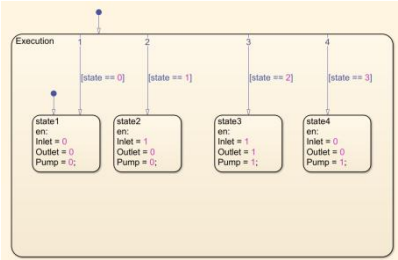 Execution
1
2
3
4
[state == 0]
[state == 1]
[state == 2]
[state == 3]
state1
en:
Inlet = 0
Outlet = 0
Pump = 0;
state2
en:
Inlet = 1
Outlet = 0
Pump = 0;
state3
en:
Inlet = 1
Outlet = 1
Pump = 1;
state4
en:
Inlet = 0
Outlet = 0
Pump = 1;